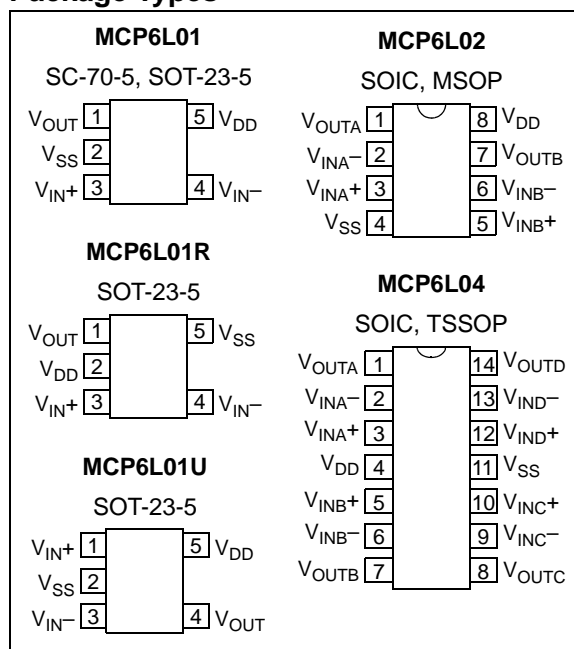 Package Types
MCP6L01
SC-70-5, SOT-23-5
VOUT 1 5 VDD
VSS 2
VIN+ 3 4 VIN–
MCP6L01R
SOT-23-5
VOUT 1 5 VSS
VDD 2
VIN+ 3 4 VIN–
MCP6L01U
SOT-23-5
VIN+ 1 5 VDD
VSS 2
VIN– 3 4 VOUT
MCP6L02
SOIC, MSOP
VOUTA 1 8 VDD
VINA– 2 7 VOUTB
VINA+ 3 6 VINB–
VSS 4 5 VINB+
MCP6L04
SOIC, TSSOP
VOUTA 1 14 VOUTD
VINA– 2 13 VIND–
VINA+ 3 12 VIND+
VDD 4 11 VSS
VINB+ 5 10 VINC+
VINB– 6 9 VINC–
VOUTB 7 8 VOUTC